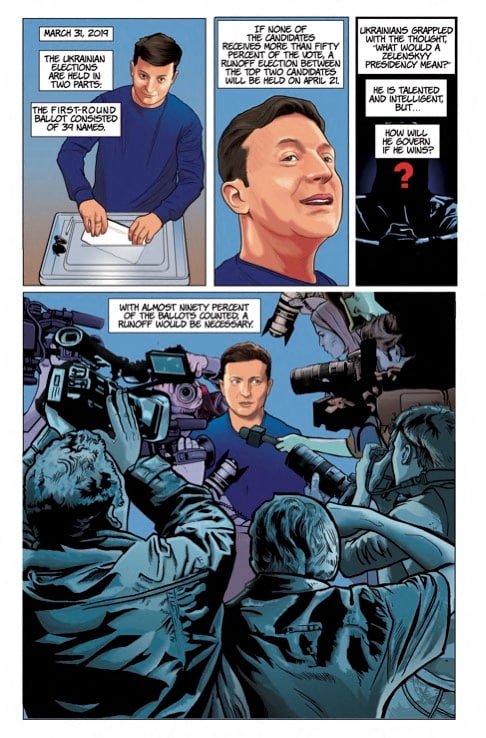 MARCH 31, 2019
THE UKRAINIAN
ELECTIONS
ARE HELD IN
TWO PARTS:
THE FIRST-ROUND
BALLOT CONSISTED
OF 39 NAMES.
IF NONE OF
THE CANDIDATES
RECEIVES MORE THAN FIFTY
PERCENT OF THE VOTE, A
RUNOFF ELECTION BETWEEN
THE TOP TWO CANDIDATES
WILL BE HELD ON APRIL 21.
UKRAINIANS GRAPPLED
WITH THE THOUGHT,
"WHAT WOULD A
ZELENSKYY
PRESIDENCY MEAN?"
HE IS TALENTED
AND INTELLIGENT,
BUT...
HOW WILL
HE GOVERN
IF HE WINS?
?
WITH ALMOST NINETY PERCENT
OF THE BALLOTS COUNTED, A
RUNOFF WOULD BE NECESSARY.